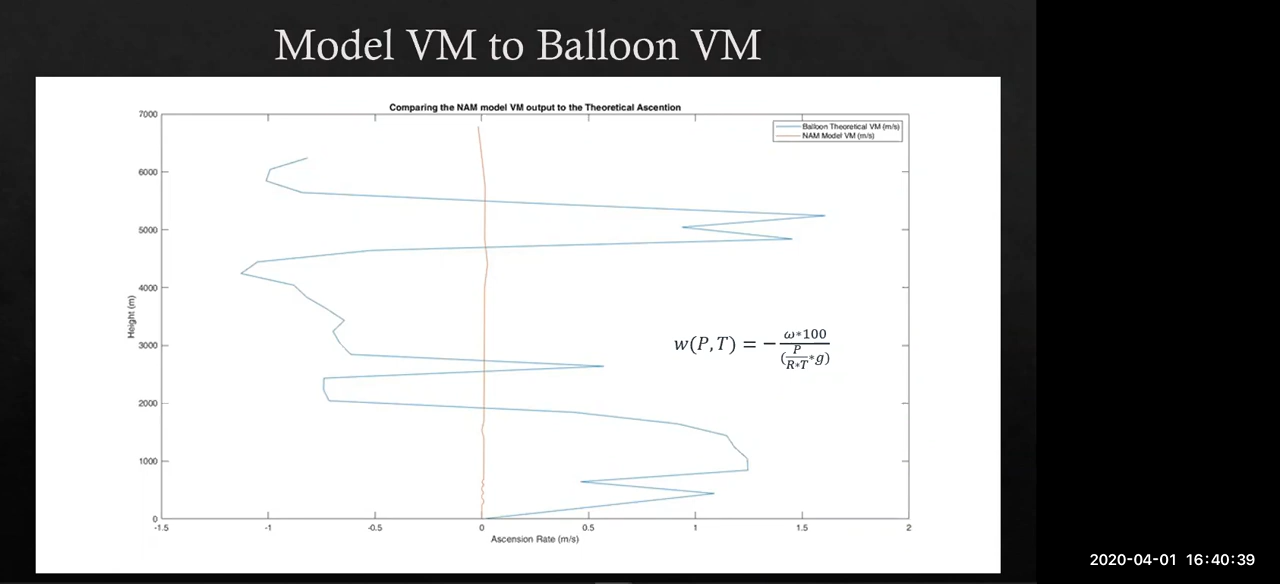 Model VM to Balloon VM
Comparing the NAM model VM output to the Theoretical Ascention
Balloon Theoretical VM (m/s)
NAM Model VM (m/s)
7000
6000
5000
4000
3000
2000
1000
0
Height (m)
w(P,T) = − ω*100 / (P/R*T *g)
-1.5 -1 -0.5 0 0.5 1 1.5 2
Ascension Rate (m/s)
2020-04-01 16:40:39